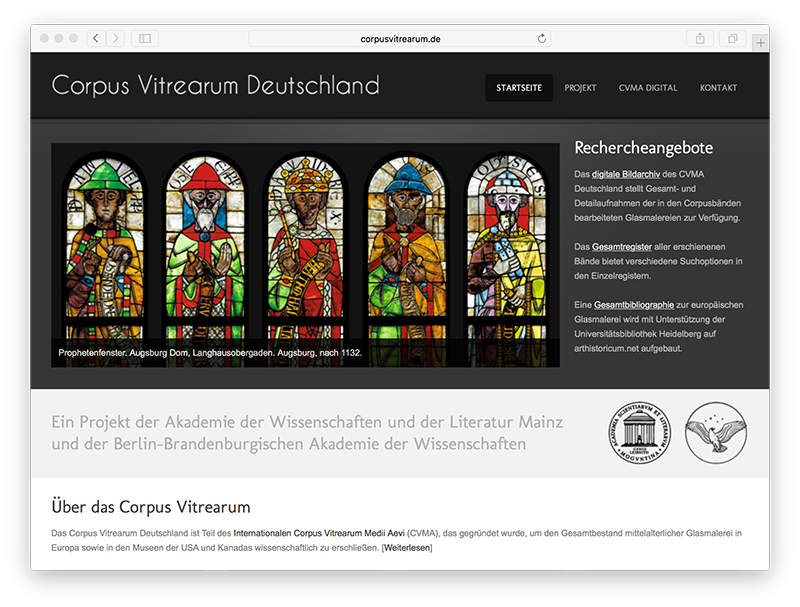 corpusvitrearum.de
Corpus Vitrearum Deutschland
STARTSEITE
PROJEKT
CVMA DIGITAL
KONTAKT
Prophetenfenster. Augsburg Dom, Langhausobergaden. Augsburg, nach 1132.
Rechercheangebote
Das digitale Bildarchiv des CVMA
Deutschland stellt Gesamt- und
Detailaufnahmen der in den Corpusbänden
bearbeiteten Glasmalereien zur Verfügung.
Das Gesamtregister aller erschienenen
Bände bietet verschiedene Suchoptionen in
den Einzelregistern.
Eine Gesamtbibliographie zur europäischen
Glasmalerei wird mit Unterstützung der
Universitätsbibliothek Heidelberg auf
arthistoricum.net aufgebaut.
Ein Projekt der Akademie der Wissenschaften und der Literatur Mainz
und der Berlin-Brandenburgischen Akademie der Wissenschaften
ACADEMIA SCIENTIARVM ET LITERARVM
MOGVNTINA
Über das Corpus Vitrearum
Das Corpus Vitrearum Deutschland ist Teil des Internationalen Corpus Vitrearum Medii Aevi (CVMA), das gegründet wurde, um den Gesamtbestand mittelalterlicher Glasmalerei in
Europa sowie in den Museen der USA und Kanadas wissenschaftlich zu erschließen. [Weiterlesen]